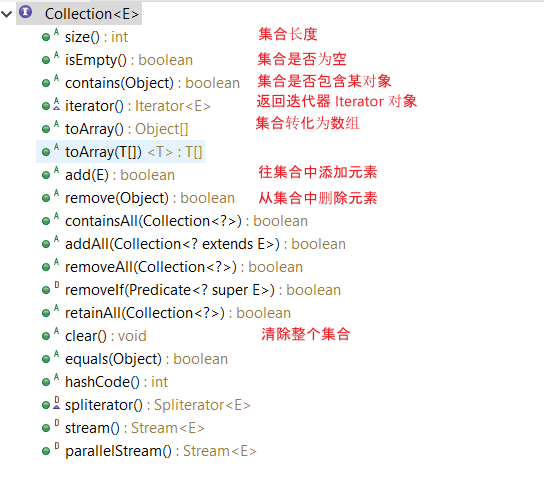 I Collection<E>
A size() : int 集合长度
A isEmpty() : boolean 集合是否为空
A contains(Object) : boolean 集合是否包含某对象
A iterator() : Iterator<E> 返回迭代器 Iterator 对象
A toArray() : Object[] 集合转化为数组
A toArray(T[]) <T> : T[]
A add(E) : boolean 往集合中添加元素
A remove(Object) : boolean 从集合中删除元素
A containsAll(Collection<?>) : boolean
A addAll(Collection<? extends E>) : boolean
A removeAll(Collection<?>) : boolean
D removeIf(Predicate<? super E>) : boolean
A retainAll(Collection<?>) : boolean
A clear() : void 清除整个集合
A equals(Object) : boolean
A hashCode() : int
D spliterator() : Spliterator<E>
D stream() : Stream<E>
D parallelStream() : Stream<E>